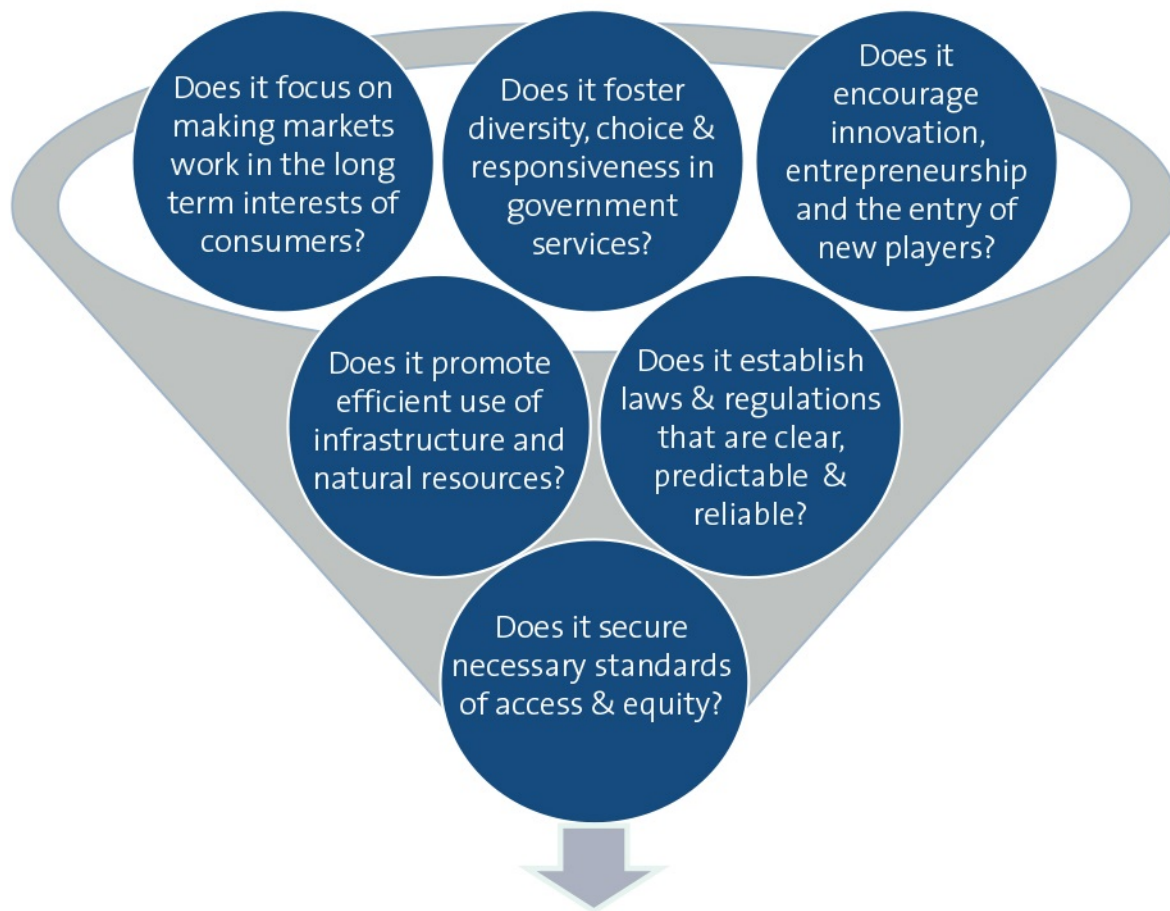 Does it focus on
making markets
work in the long
term interests of
consumers?
Does it foster
diversity, choice &
responsiveness in
government
services?
Does it
encourage
innovation,
entrepreneurship
and the entry of
new players?
Does it promote
efficient use of
infrastructure and
natural resources?
Does it establish
laws & regulations
that are clear,
predictable &
reliable?
Does it secure
necessary standards
of access & equity?